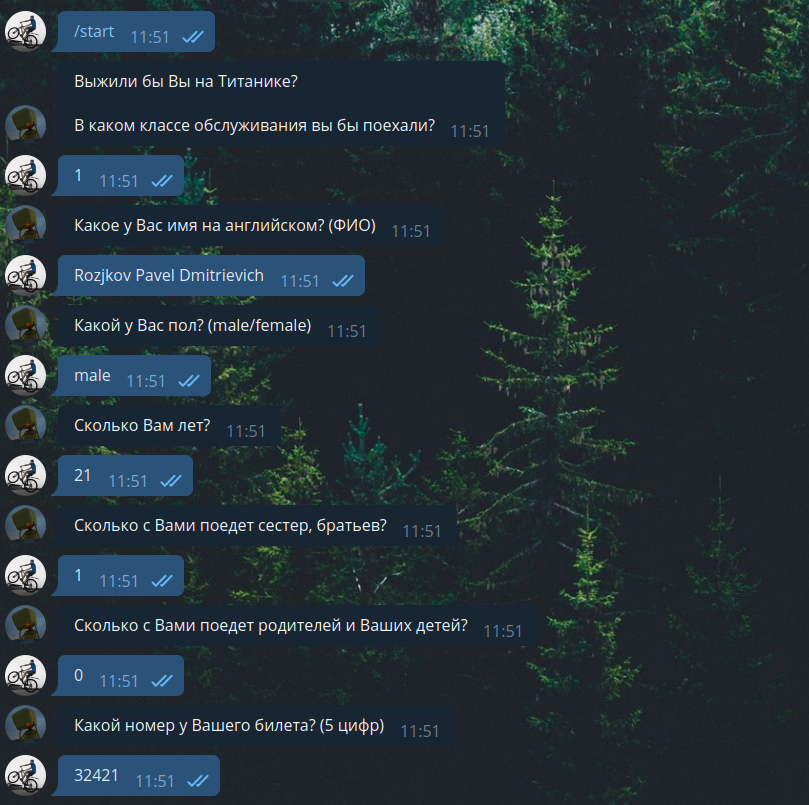 /start 11:51
Выжили бы Вы на Титанике?
В каком классе обслуживания вы бы поехали? 11:51
1 11:51
Какое у Вас имя на английском? (ФИО) 11:51
Rozjkov Pavel Dmitrievich 11:51
Какой у Вас пол? (male/female) 11:51
male 11:51
Сколько Вам лет? 11:51
21 11:51
Сколько с Вами поедет сестер, братьев? 11:51
1 11:51
Сколько с Вами поедет родителей и Ваших детей? 11:51
0 11:51
Какой номер у Вашего билета? (5 цифр) 11:51
32421 11:51